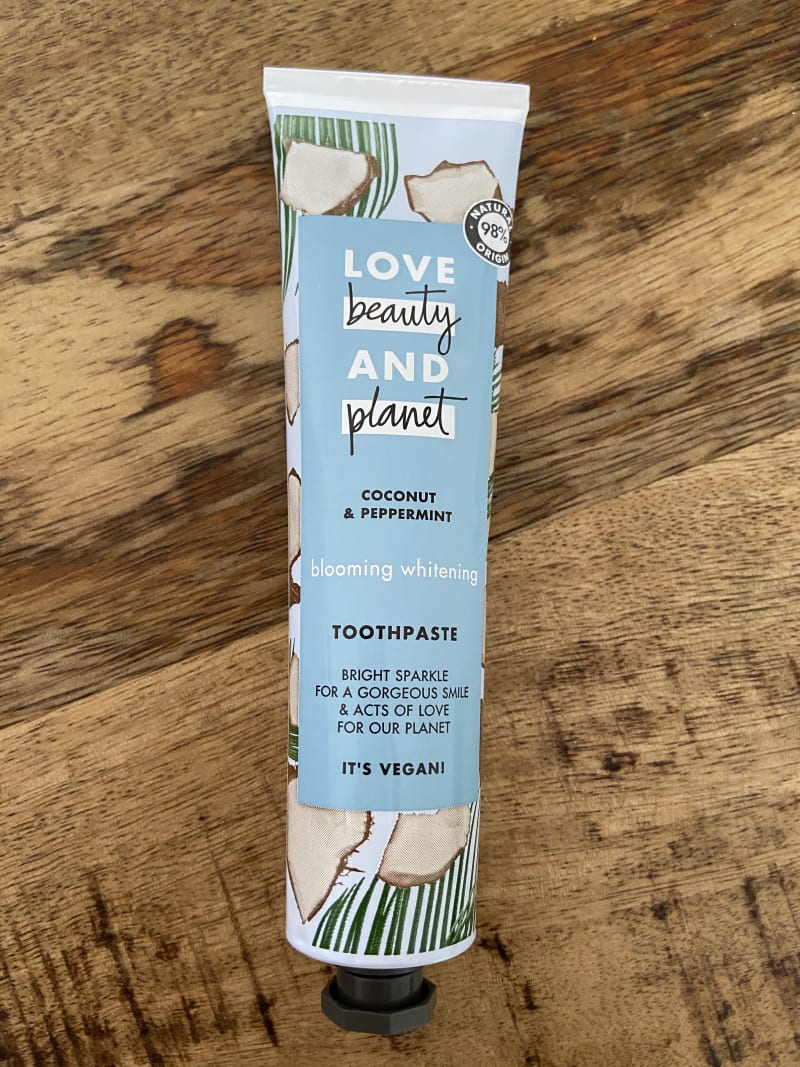 NATURAL
98%
ORIGIN
LOVE
beauty
AND
planet
COCONUT
& PEPPERMINT
blooming whitening
TOOTHPASTE
BRIGHT SPARKLE
FOR A GORGEOUS SMILE
& ACTS OF LOVE
FOR OUR PLANET
IT'S VEGAN!